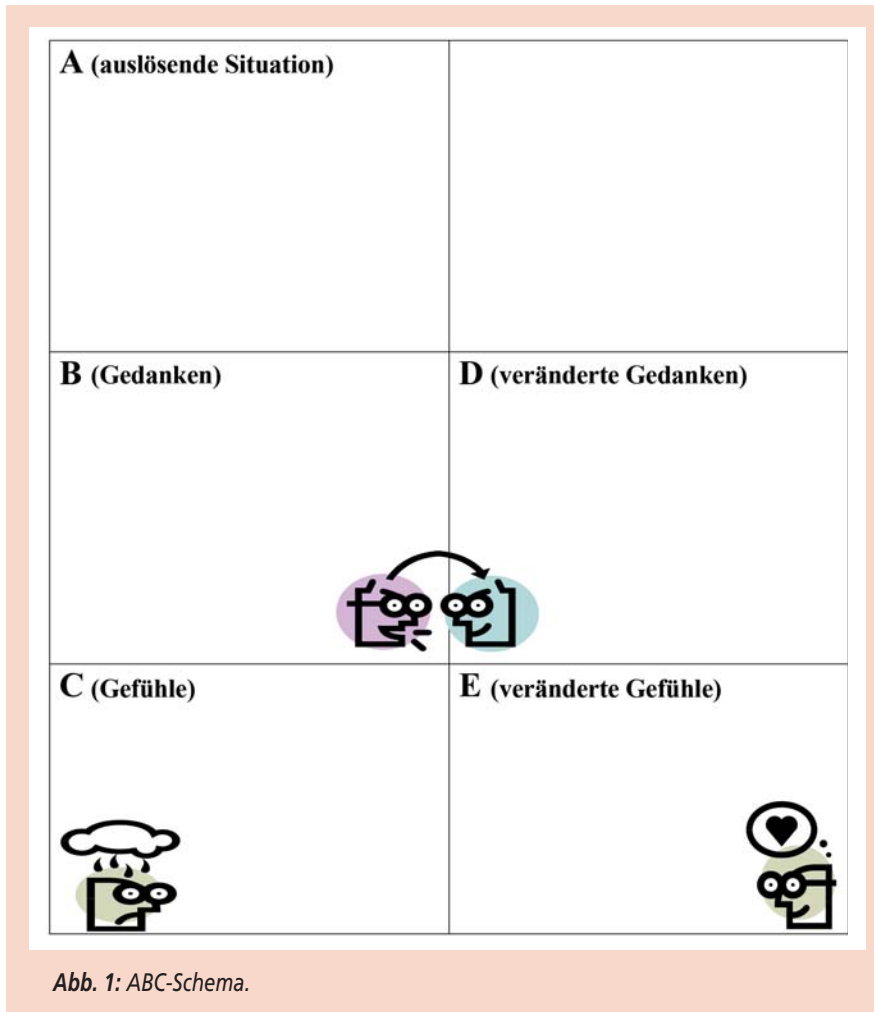 A (auslösende Situation)
B (Gedanken)
D (veränderte Gedanken)
C (Gefühle)
E (veränderte Gefühle)
Abb. 1: ABC-Schema.